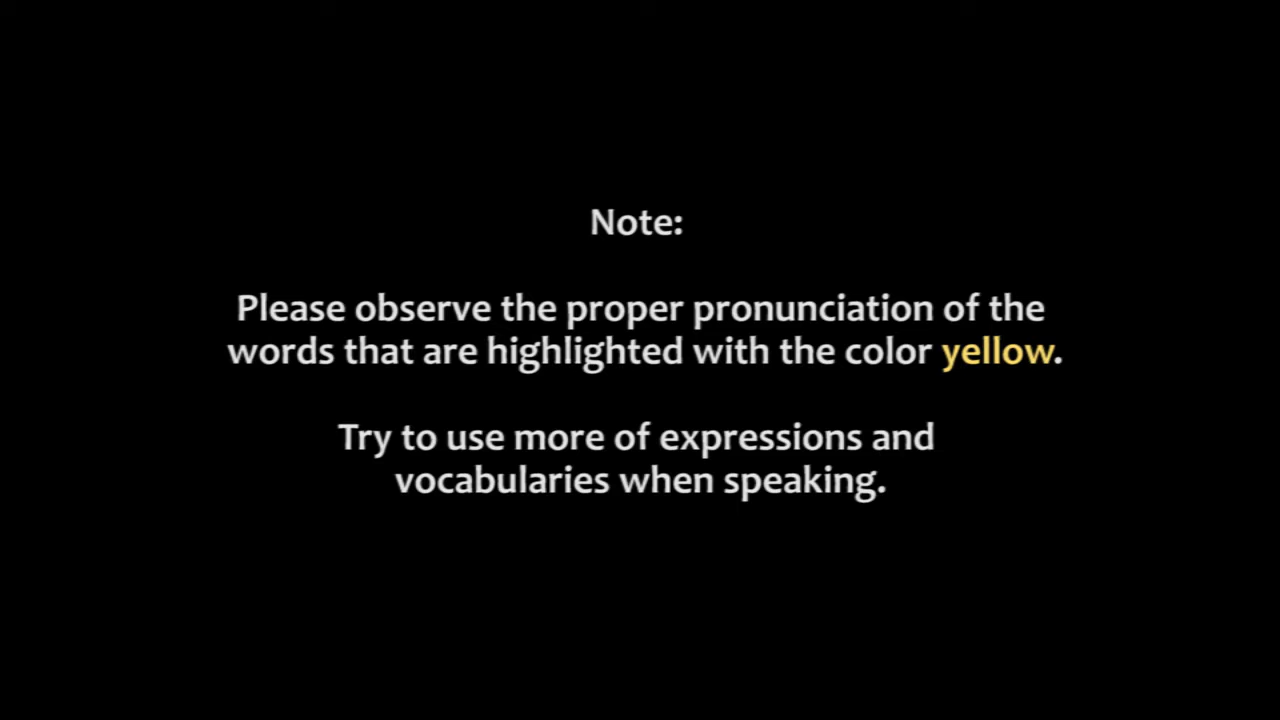 Note:
Please observe the proper pronunciation of the
words that are highlighted with the color yellow.
Try to use more of expressions and
vocabularies when speaking.